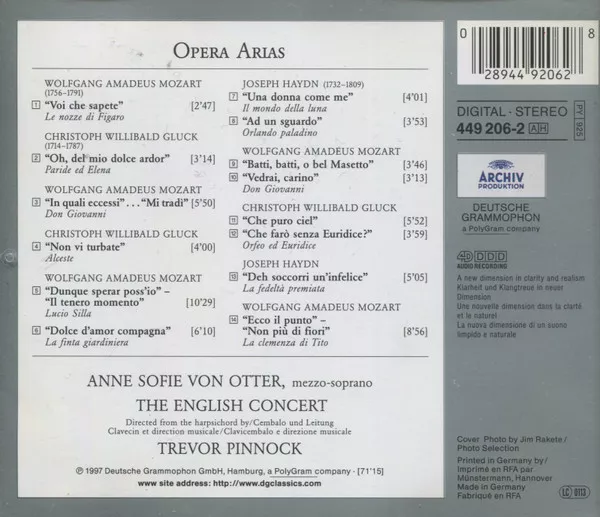 OPERA ARIAS
WOLFGANG AMADEUS MOZART
(1756–1791)
1 “Voi che sapete” [2'47]
Le nozze di Figaro
CHRISTOPH WILLIBALD GLUCK
(1714–1787)
2 “Oh, del mio dolce ardor” [3'14]
Paride ed Elena
WOLFGANG AMADEUS MOZART
3 “In quali eccessi” . . . “Mi tradì” [5'50]
Don Giovanni
CHRISTOPH WILLIBALD GLUCK
4 “Non vi turbate” [4'00]
Alceste
WOLFGANG AMADEUS MOZART
5 “Dunque sperar poss'io” –
“Il tenero momento” [10'29]
Lucio Silla
6 “Dolce d'amor compagna” [6'10]
La finta giardiniera
JOSEPH HAYDN (1732–1809)
7 “Una donna come me” [4'01]
Il mondo della luna
8 “Ad un sguardo” [3'53]
Orlando paladino
WOLFGANG AMADEUS MOZART
9 “Batti, batti, o bel Masetto” [3'46]
10 “Vedrai, carino” [3'13]
Don Giovanni
CHRISTOPH WILLIBALD GLUCK
11 “Che puro ciel” [5'52]
12 “Che farò senza Euridice?” [3'59]
Orfeo ed Euridice
JOSEPH HAYDN
13 “Deh soccorri un'infelice” [5'05]
La fedeltà premiata
WOLFGANG AMADEUS MOZART
14 “Ecco il punto” –
“Non più di fiori” [8'56]
La clemenza di Tito
ANNE SOFIE VON OTTER, mezzo-soprano
THE ENGLISH CONCERT
Directed from the harpsichord by/Cembalo und Leitung
Clavecin et direction musicale/Clavicembalo e direzione musicale
TREVOR PINNOCK
℗ 1997 Deutsche Grammophon GmbH, Hamburg, a PolyGram company · [71'15]
www site address: http://www.dgclassics.com
0 28944 92062 8
DIGITAL · STEREO
449 206-2 AH
PY 925
ARCHIV
PRODUKTION
DEUTSCHE
GRAMMOPHON
a PolyGram company
4D DDD
AUDIO RECORDING
A new dimension in clarity and realism
Klarheit und Klangtreue in neuer
Dimension
Une nouvelle dimension dans la clarté
et le naturel
La nuova dimensione di un suono
limpido e naturale
Cover Photo by Jim Rakete/
Photo Selection
Printed in Germany by/
Imprimé en RFA par
Münstermann, Hannover
Made in Germany
Fabriqué en RFA
LC 0113